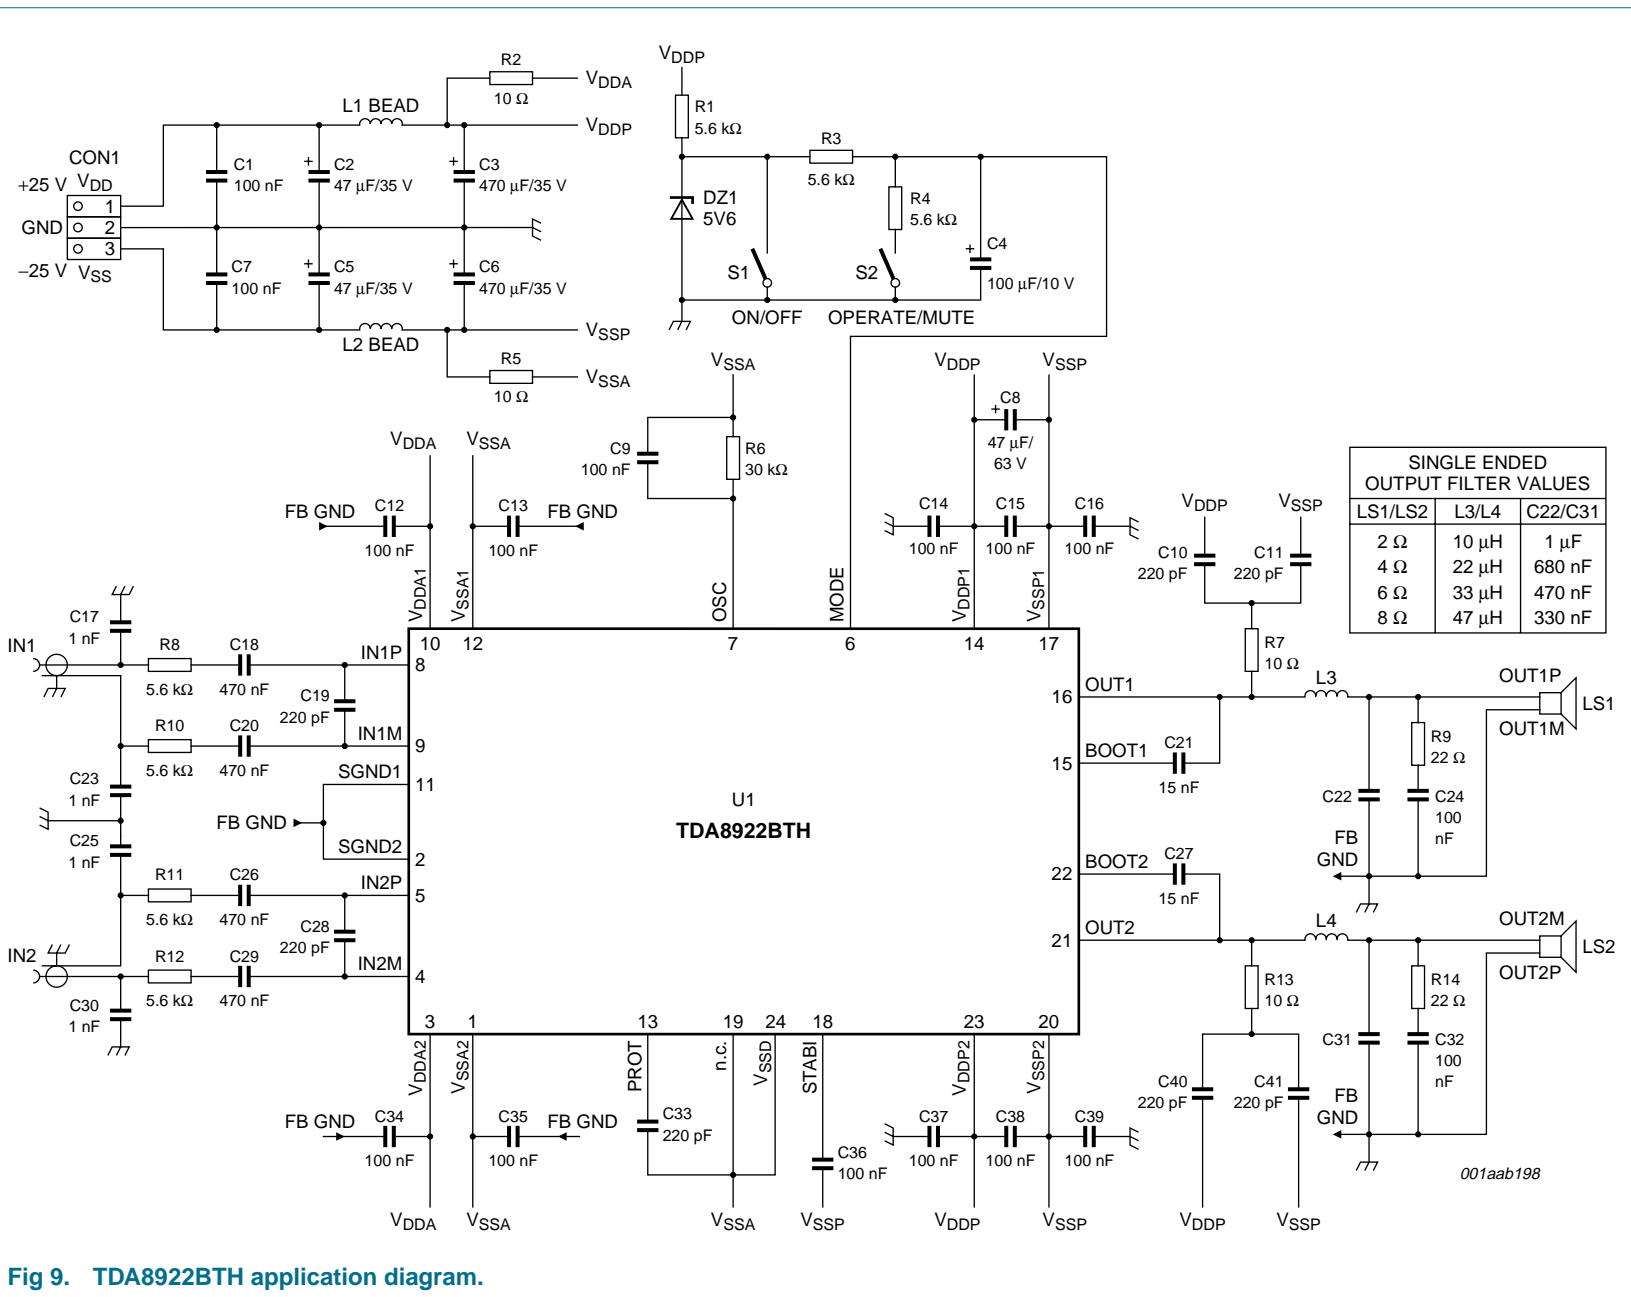 R2
10 Ω
VDDA
L1 BEAD
VDDP
CON1
+25 V VDD
1
GND
2
3
−25 V VSS
C1
100 nF
C2
47 μF/35 V
C3
470 μF/35 V
C7
100 nF
C5
47 μF/35 V
C6
470 μF/35 V
+
+
+
+
L2 BEAD
VSSP
R5
10 Ω
VSSA
VDDP
R1
5.6 kΩ
R3
5.6 kΩ
DZ1
5V6
R4
5.6 kΩ
S1
S2
+
C4
100 μF/10 V
ON/OFF
OPERATE/MUTE
VSSA
C9
100 nF
R6
30 kΩ
VDDP
VSSP
+
C8
47 μF/
63 V
C14
100 nF
C15
100 nF
C16
100 nF
VDDA
VSSA
FB GND
C12
100 nF
C13
100 nF
FB GND
VDDA1
VSSA1
OSC
MODE
VDDP1
VSSP1
10
12
7
6
14
17
VDDP
VSSP
C10
220 pF
C11
220 pF
R7
10 Ω
SINGLE ENDED
OUTPUT FILTER VALUES
LS1/LS2 L3/L4 C22/C31
2 Ω 10 μH 1 μF
4 Ω 22 μH 680 nF
6 Ω 33 μH 470 nF
8 Ω 47 μH 330 nF
C17
1 nF
IN1
R8
5.6 kΩ
C18
470 nF
IN1P
8
C19
220 pF
R10
5.6 kΩ
C20
470 nF
IN1M
9
C23
1 nF
SGND1
11
FB GND
C25
1 nF
SGND2
2
R11
5.6 kΩ
C26
470 nF
IN2P
5
C28
220 pF
IN2
R12
5.6 kΩ
C29
470 nF
IN2M
4
C30
1 nF
U1
TDA8922BTH
16
OUT1
15
BOOT1
C21
15 nF
L3
OUT1P
LS1
OUT1M
R9
22 Ω
C22
C24
100
nF
FB
GND
22
BOOT2
C27
15 nF
21
OUT2
L4
OUT2M
LS2
OUT2P
R13
10 Ω
R14
22 Ω
C31
C32
100
nF
FB
GND
C40
220 pF
C41
220 pF
VDDP
VSSP
3
1
13
19
24
18
23
20
VDDA2
VSSA2
PROT
n.c.
VSSD
STABI
VDDP2
VSSP2
FB GND
C34
100 nF
C35
100 nF
FB GND
C33
220 pF
C36
100 nF
C37
100 nF
C38
100 nF
C39
100 nF
VDDA
VSSA
VSSA
VSSP
VDDP
VSSP
001aab198
Fig 9. TDA8922BTH application diagram.